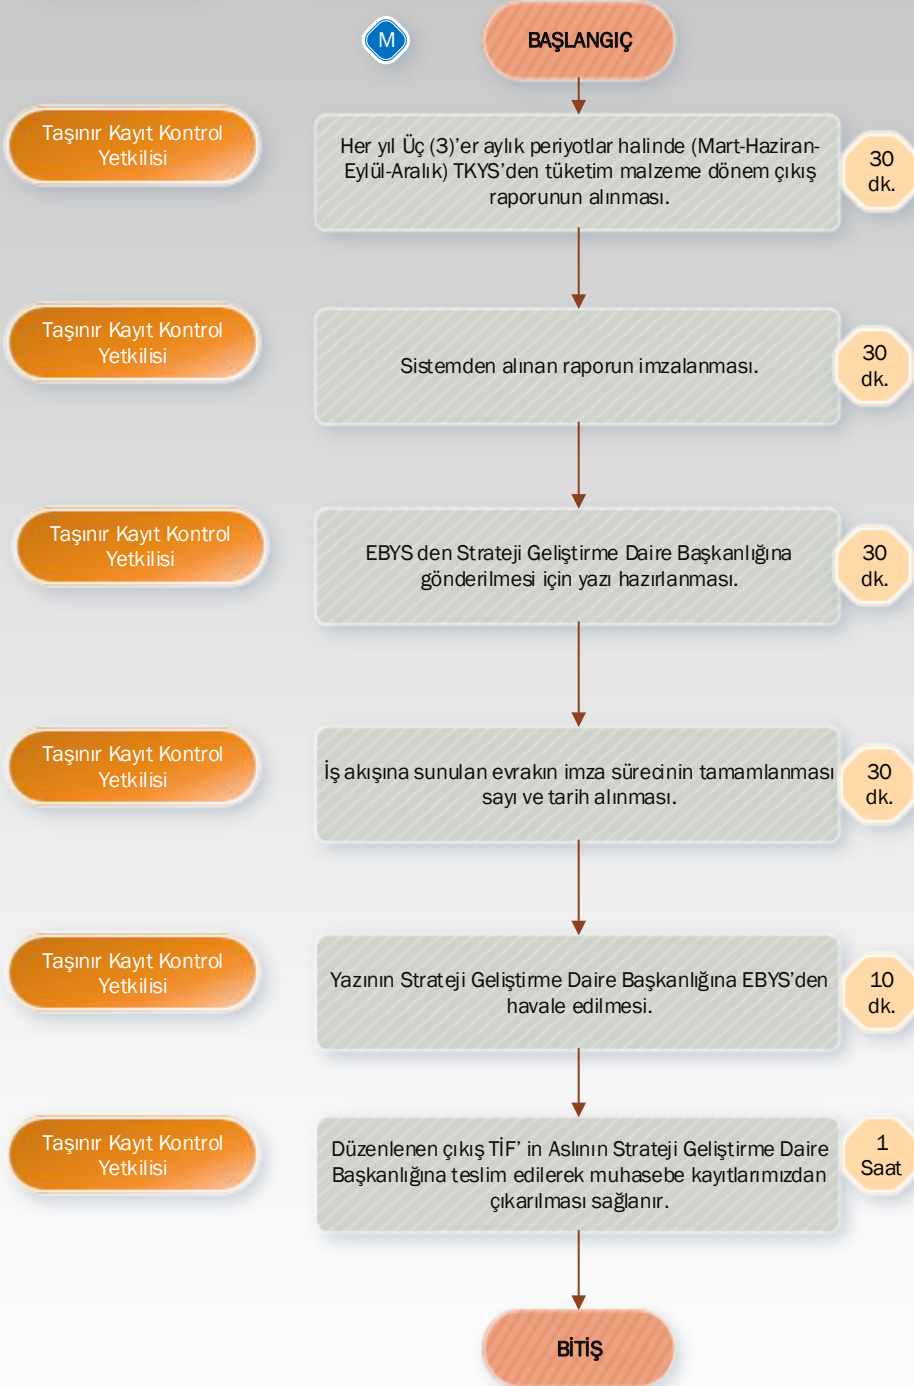 M
BAŞLANGIÇ
Taşınır Kayıt Kontrol
Yetkilisi
Her yıl Üç (3)’er aylık periyotlar halinde (Mart-Haziran-
Eylül-Aralık) TKYS’den tüketim malzeme dönem çıkış
raporunun alınması.
30
dk.
Taşınır Kayıt Kontrol
Yetkilisi
Sistemden alınan raporun imzalanması.
30
dk.
Taşınır Kayıt Kontrol
Yetkilisi
EBYS den Strateji Geliştirme Daire Başkanlığına
gönderilmesi için yazı hazırlanması.
30
dk.
Taşınır Kayıt Kontrol
Yetkilisi
İş akışına sunulan evrakın imza sürecinin tamamlanması
sayı ve tarih alınması.
30
dk.
Taşınır Kayıt Kontrol
Yetkilisi
Yazının Strateji Geliştirme Daire Başkanlığına EBYS’den
havale edilmesi.
10
dk.
Taşınır Kayıt Kontrol
Yetkilisi
Düzenlenen çıkış TİF’ in Aslının Strateji Geliştirme Daire
Başkanlığına teslim edilerek muhasebe kayıtlarımızdan
çıkarılması sağlanır.
1
Saat
BİTİŞ